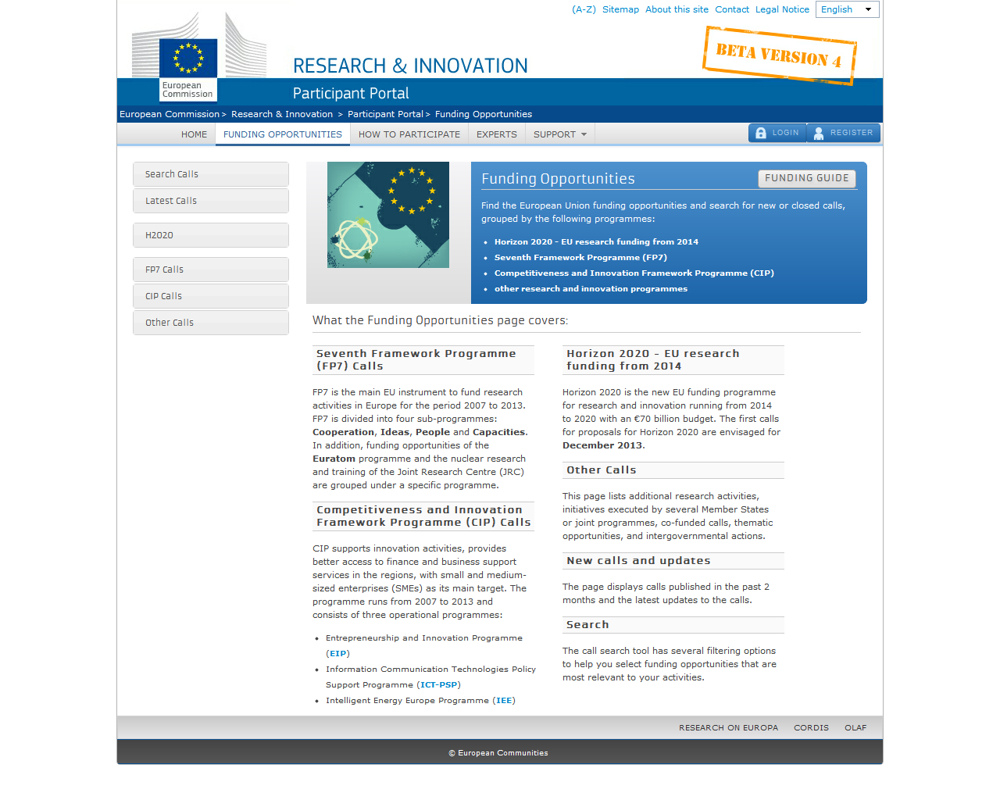 (A-Z) Sitemap About this site Contact Legal Notice English
BETA VERSION 4
RESEARCH & INNOVATION
European
Commission
Participant Portal
European Commission > Research & Innovation > Participant Portal > Funding Opportunities
HOME FUNDING OPPORTUNITIES HOW TO PARTICIPATE EXPERTS SUPPORT LOGIN REGISTER
Search Calls
Latest Calls
H2020
FP7 Calls
CIP Calls
Other Calls
Funding Opportunities
FUNDING GUIDE
Find the European Union funding opportunities and search for new or closed calls,
grouped by the following programmes:
• Horizon 2020 - EU research funding from 2014
• Seventh Framework Programme (FP7)
• Competitiveness and Innovation Framework Programme (CIP)
• other research and innovation programmes
What the Funding Opportunities page covers:
Seventh Framework Programme
(FP7) Calls
FP7 is the main EU instrument to fund research
activities in Europe for the period 2007 to 2013.
FP7 is divided into four sub-programmes:
Cooperation, Ideas, People and Capacities.
In addition, funding opportunities of the
Euratom programme and the nuclear research
and training of the Joint Research Centre (JRC)
are grouped under a specific programme.
Competitiveness and Innovation
Framework Programme (CIP) Calls
CIP supports innovation activities, provides
better access to finance and business support
services in the regions, with small and medium-
sized enterprises (SMEs) as its main target. The
programme runs from 2007 to 2013 and
consists of three operational programmes:
• Entrepreneurship and Innovation Programme
(EIP)
• Information Communication Technologies Policy
Support Programme (ICT-PSP)
• Intelligent Energy Europe Programme (IEE)
Horizon 2020 - EU research
funding from 2014
Horizon 2020 is the new EU funding programme
for research and innovation running from 2014
to 2020 with an €70 billion budget. The first calls
for proposals for Horizon 2020 are envisaged for
December 2013.
Other Calls
This page lists additional research activities,
initiatives executed by several Member States
or joint programmes, co-funded calls, thematic
opportunities, and intergovernmental actions.
New calls and updates
The page displays calls published in the past 2
months and the latest updates to the calls.
Search
The call search tool has several filtering options
to help you select funding opportunities that are
most relevant to your activities.
RESEARCH ON EUROPA CORDIS OLAF
© European Communities